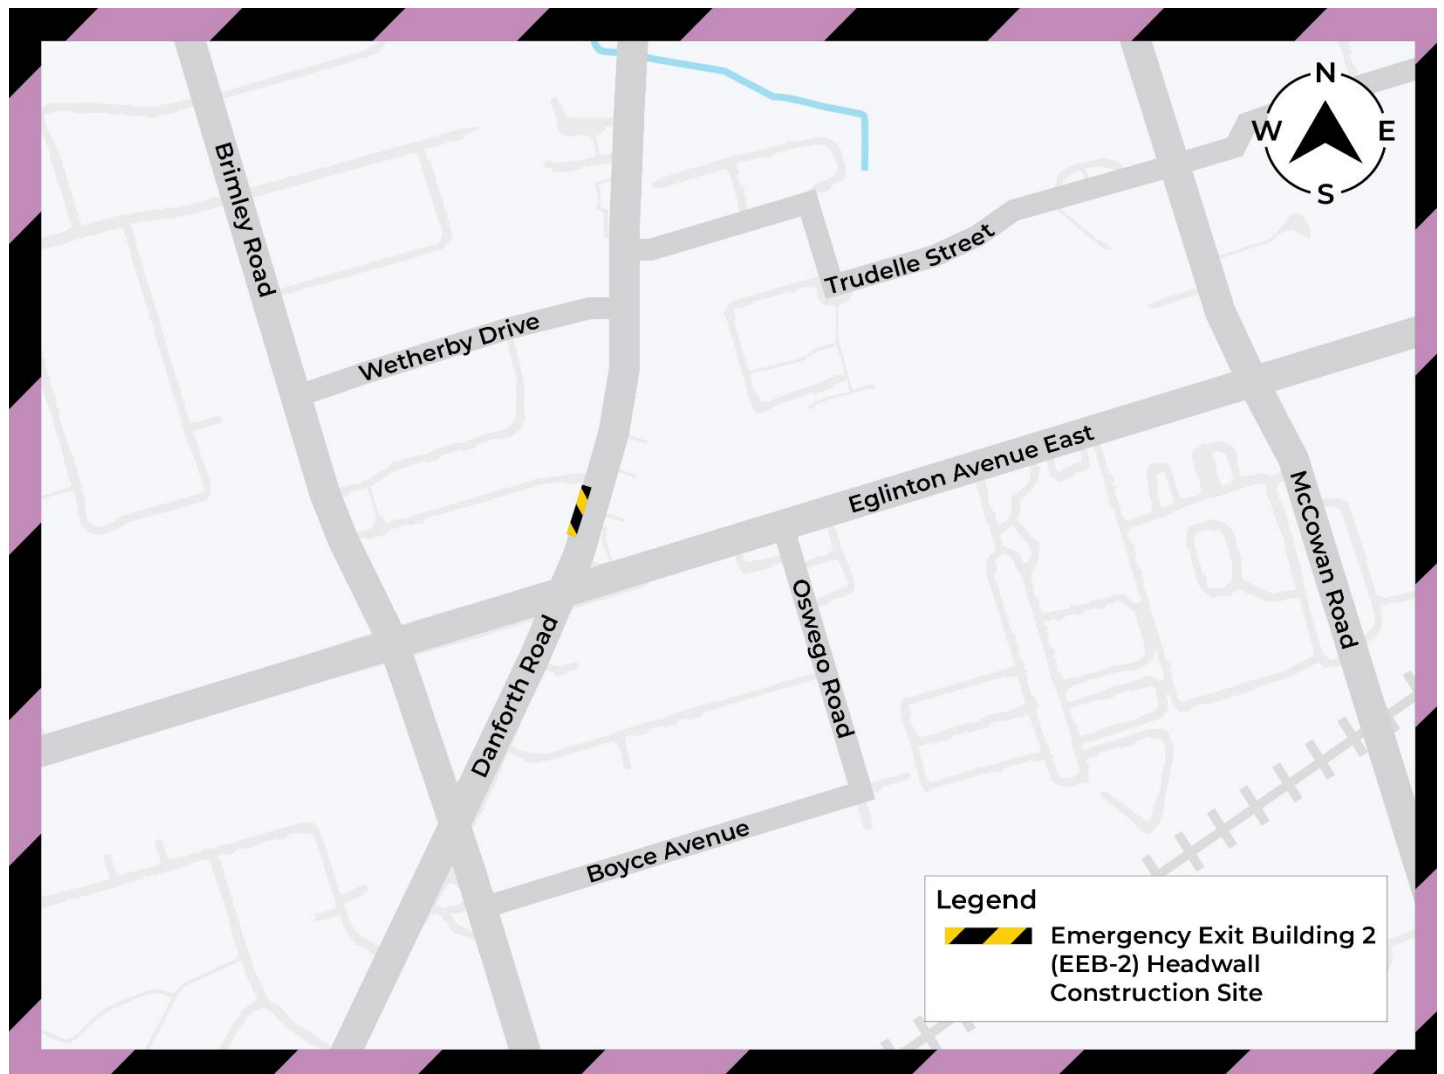 N
W
E
S
Brimley Road
Trudelle Street
Wetherby Drive
Eglinton Avenue East
McCowan Road
Oswego Road
Danforth Road
Boyce Avenue
Legend
Emergency Exit Building 2
(EEB-2) Headwall
Construction Site